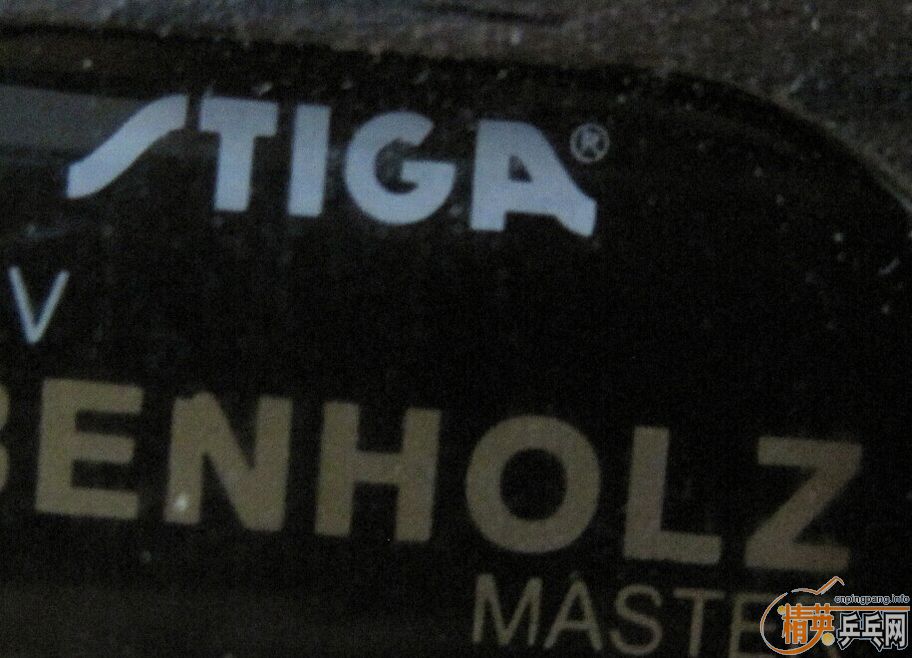 STIGA®
V
BENHOLZ
MASTE
cnpingpang.info
精英乒乓网